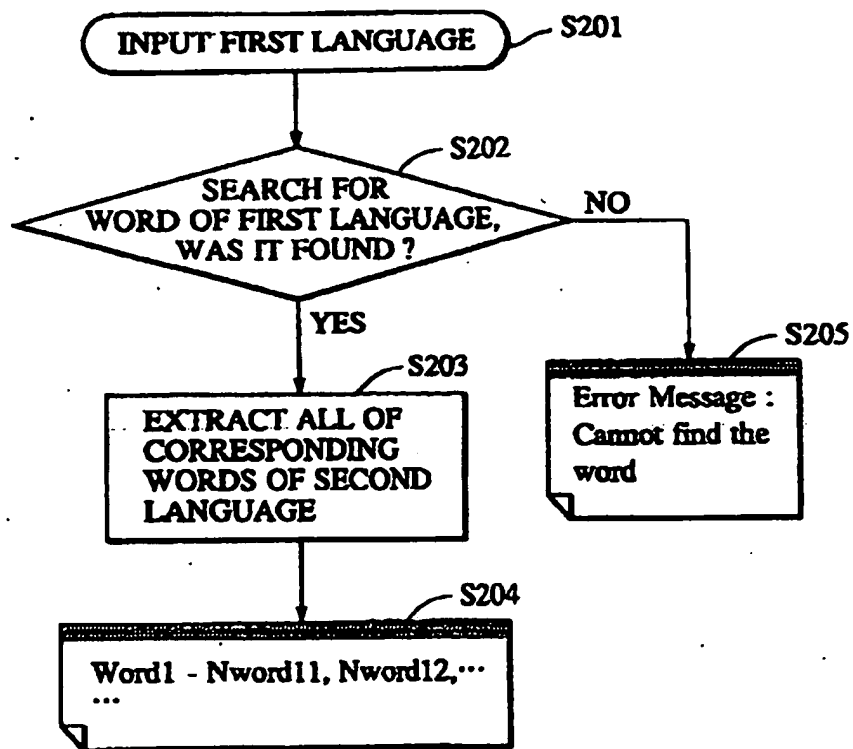 INPUT FIRST LANGUAGE
S201
S202
SEARCH FOR
WORD OF FIRST LANGUAGE,
WAS IT FOUND ?
NO
YES
S203
EXTRACT ALL OF
CORRESPONDING
WORDS OF SECOND
LANGUAGE
S205
Error Message :
Cannot find the
word
S204
Word1 - Nword11, Nword12,···
···